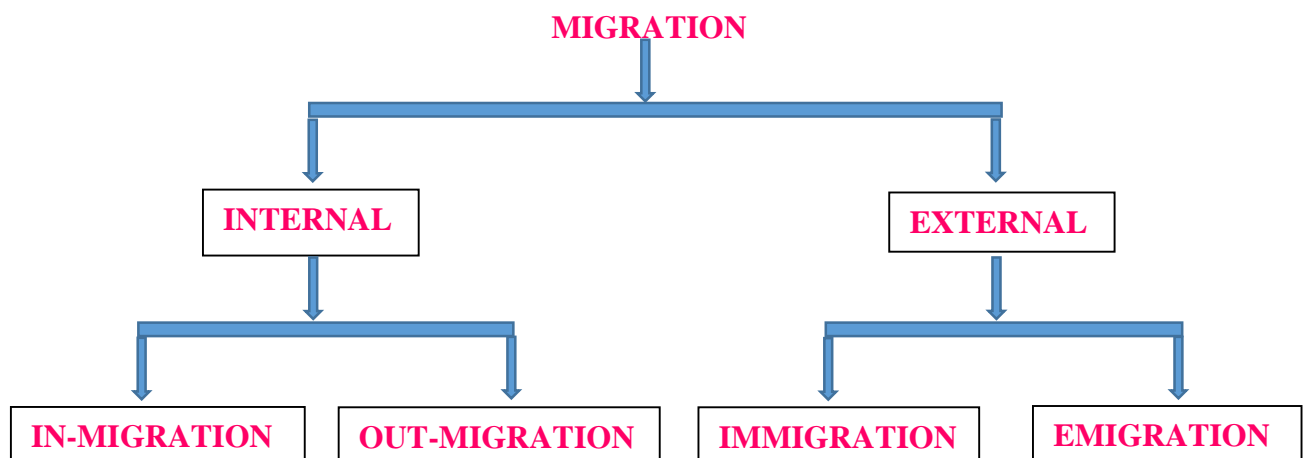 MIGRATION
INTERNAL
EXTERNAL
IN-MIGRATION
OUT-MIGRATION
IMMIGRATION
EMIGRATION